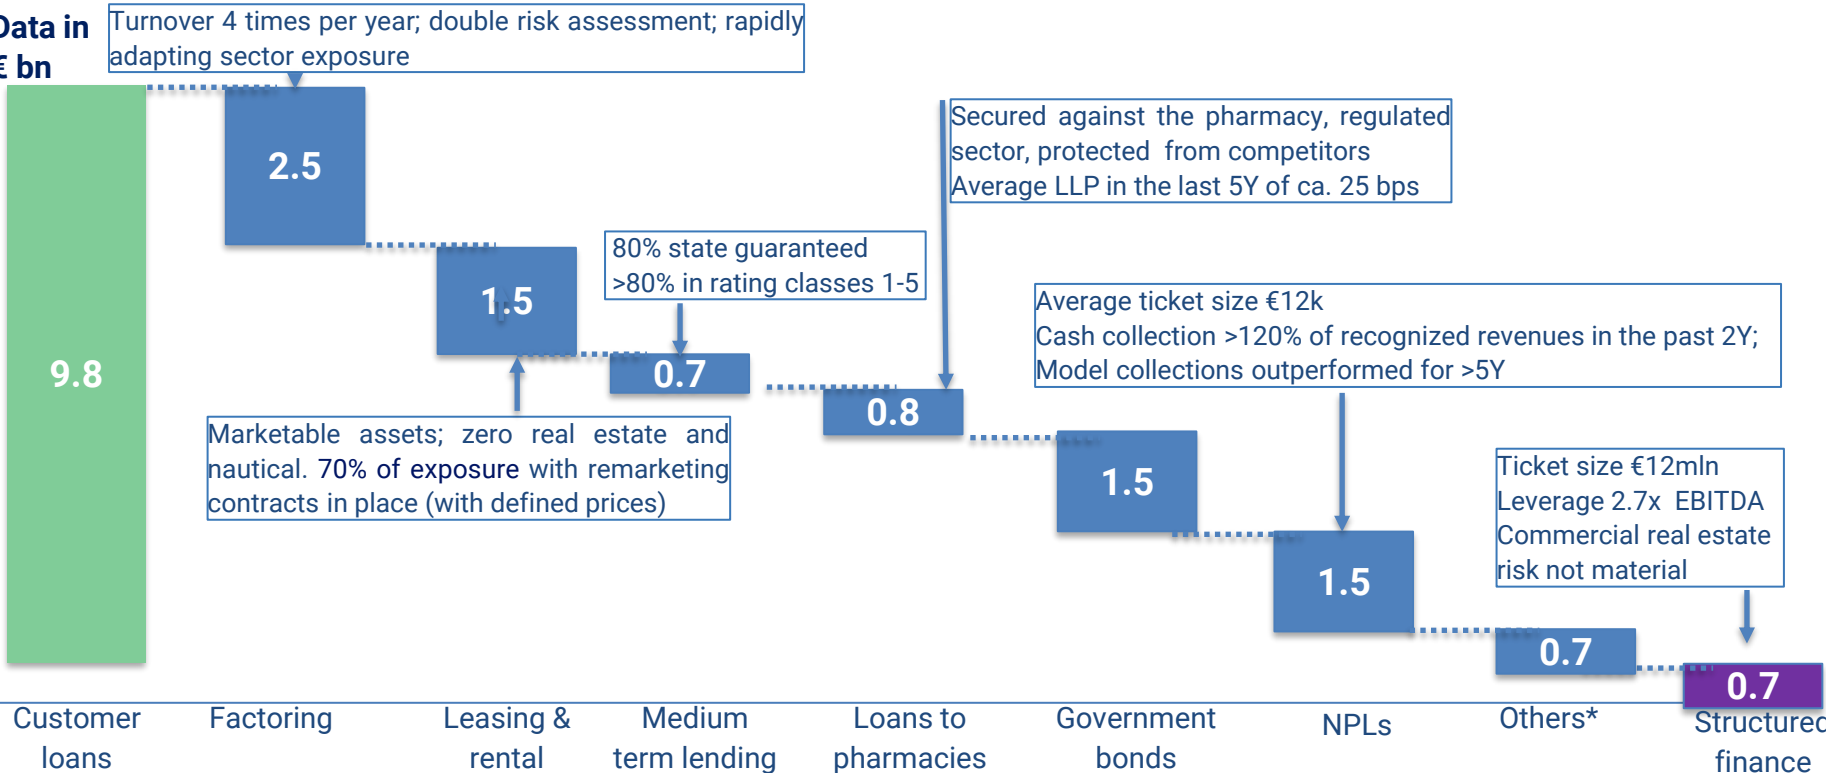 Data in
€ bn
Turnover 4 times per year; double risk assessment; rapidly
adapting sector exposure
Secured against the pharmacy, regulated
sector, protected from competitors
Average LLP in the last 5Y of ca. 25 bps
80% state guaranteed
>80% in rating classes 1-5
Average ticket size €12k
Cash collection >120% of recognized revenues in the past 2Y;
Model collections outperformed for >5Y
Marketable assets; zero real estate and
nautical. 70% of exposure with remarketing
contracts in place (with defined prices)
Ticket size €12mln
Leverage 2.7x EBITDA
Commercial real estate
risk not material
9.8
2.5
1.5
0.7
0.8
1.5
1.5
0.7
0.7
Customer
loans
Factoring
Leasing &
rental
Medium
term lending
Loans to
pharmacies
Government
bonds
NPLs
Others*
Structured
finance